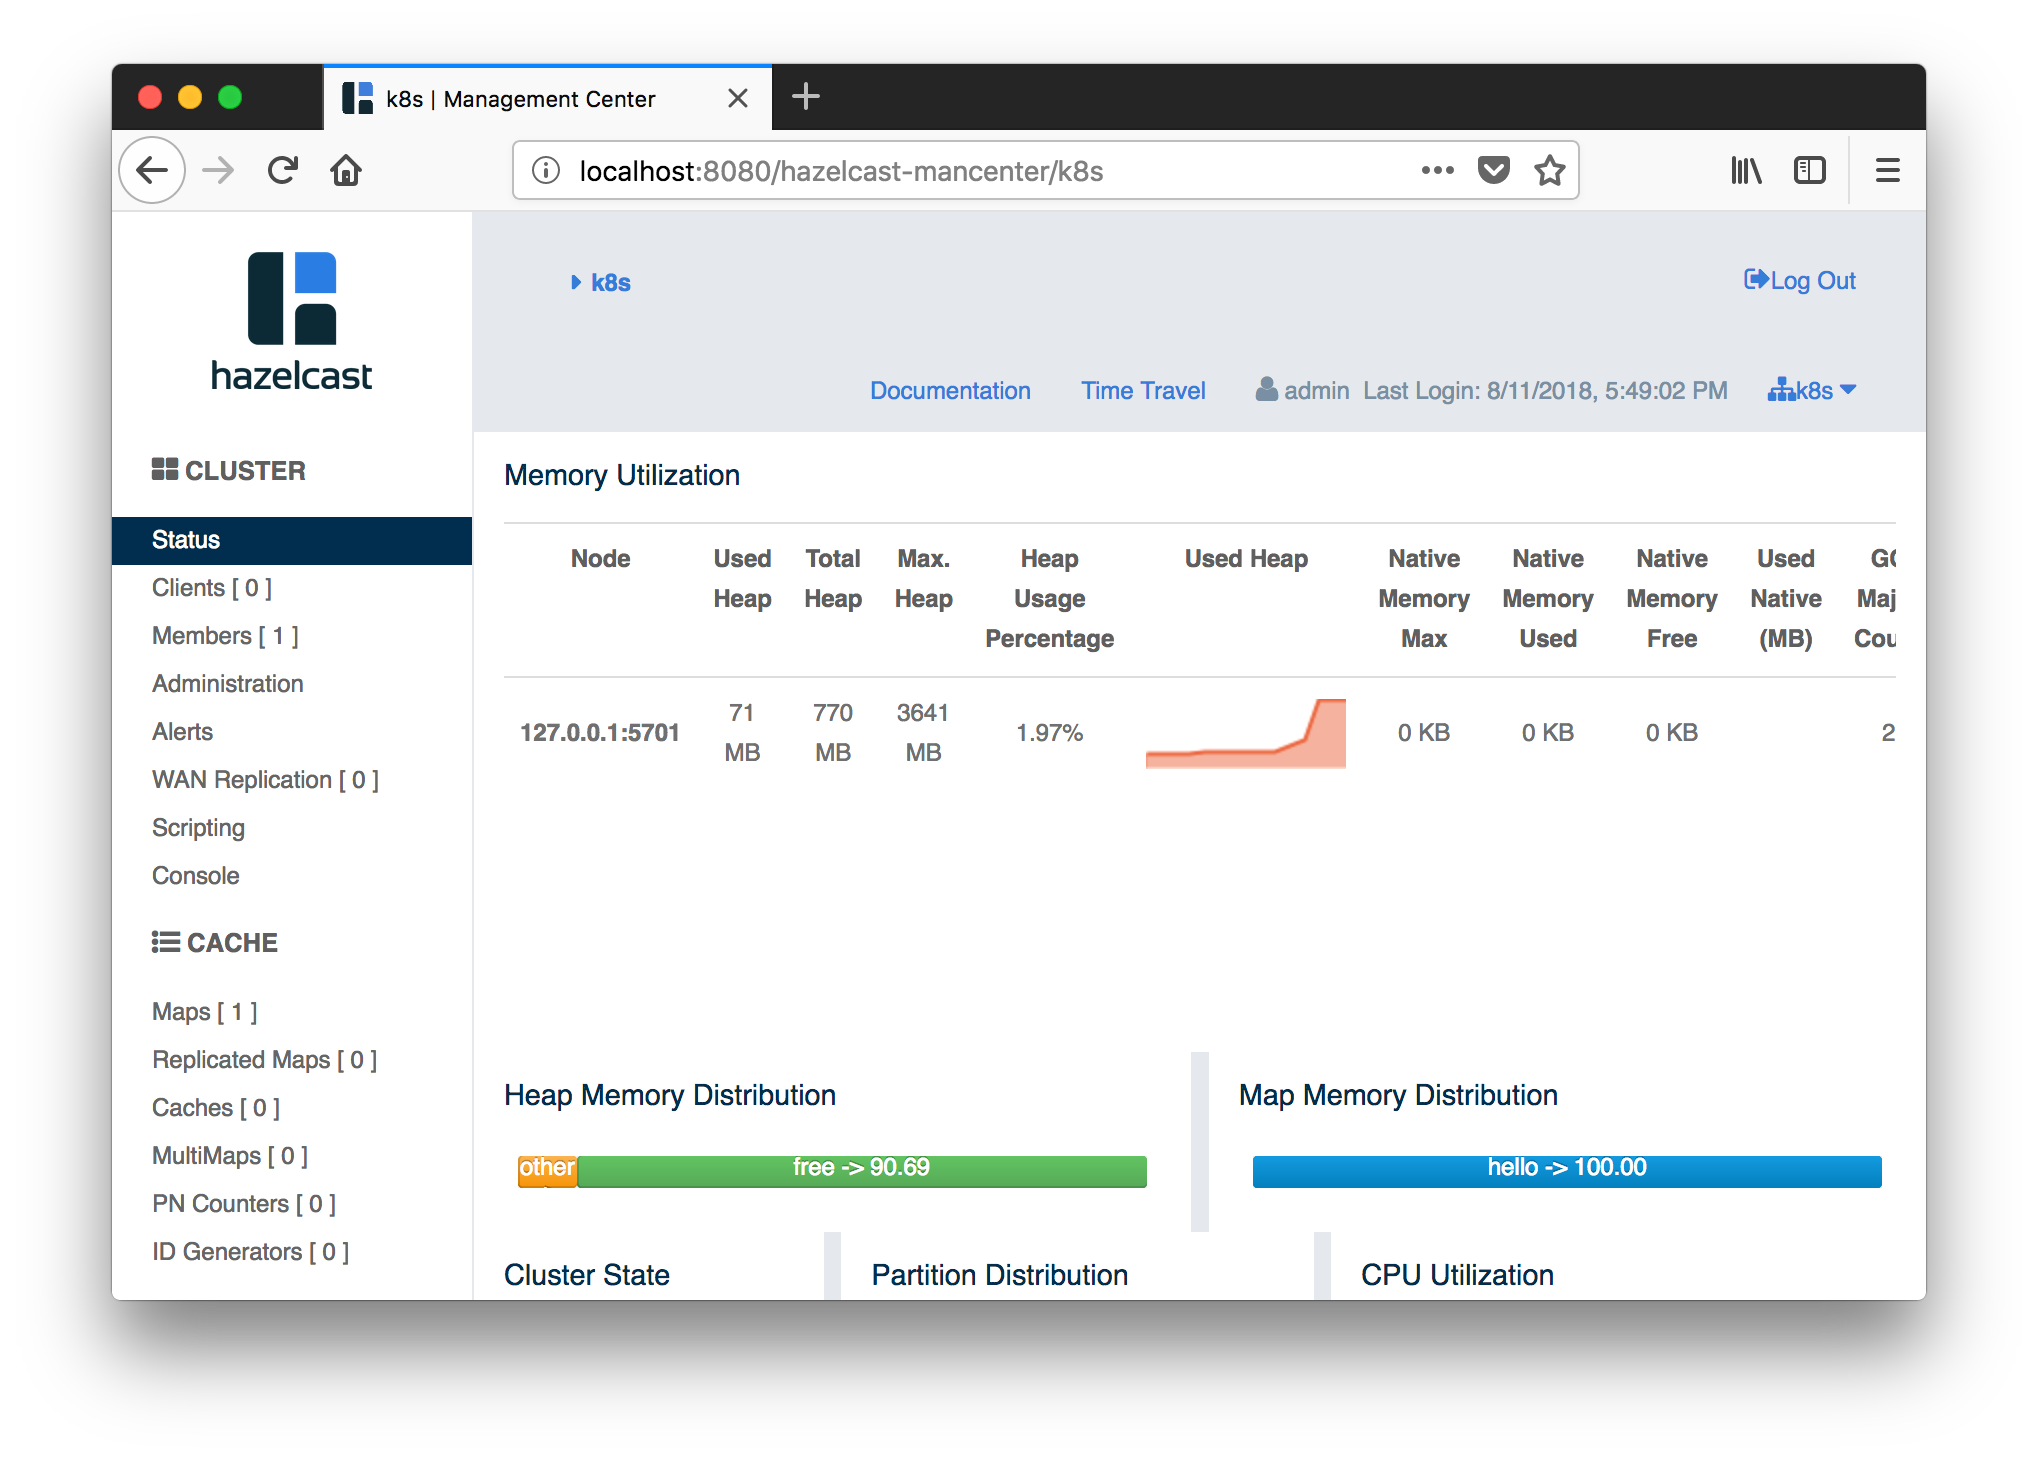 k8s | Management Center
localhost:8080/hazelcast-mancenter/k8s
hazelcast
k8s
Log Out
Documentation Time Travel admin Last Login: 8/11/2018, 5:49:02 PM k8s
CLUSTER
Status
Clients [ 0 ]
Members [ 1 ]
Administration
Alerts
WAN Replication [ 0 ]
Scripting
Console
CACHE
Maps [ 1 ]
Replicated Maps [ 0 ]
Caches [ 0 ]
MultiMaps [ 0 ]
PN Counters [ 0 ]
ID Generators [ 0 ]
Memory Utilization
Node Used Total Max. Heap Used Heap Native Native Native Used
Heap Heap Heap Usage Memory Memory Memory Native Maj
Percentage Max Used Free (MB) Cou
71 770 3641
127.0.0.1:5701 1.97% 0 KB 0 KB 0 KB 2
MB MB MB
Heap Memory Distribution
other free -> 90.69
Map Memory Distribution
hello -> 100.00
Cluster State
Partition Distribution
CPU Utilization